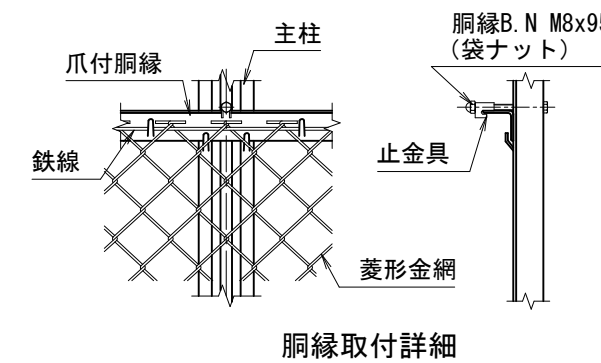 主柱
爪付胴縁
鉄線
菱形金網
胴縁B.N M8x95
(袋ナット)
止金具
胴縁取付詳細